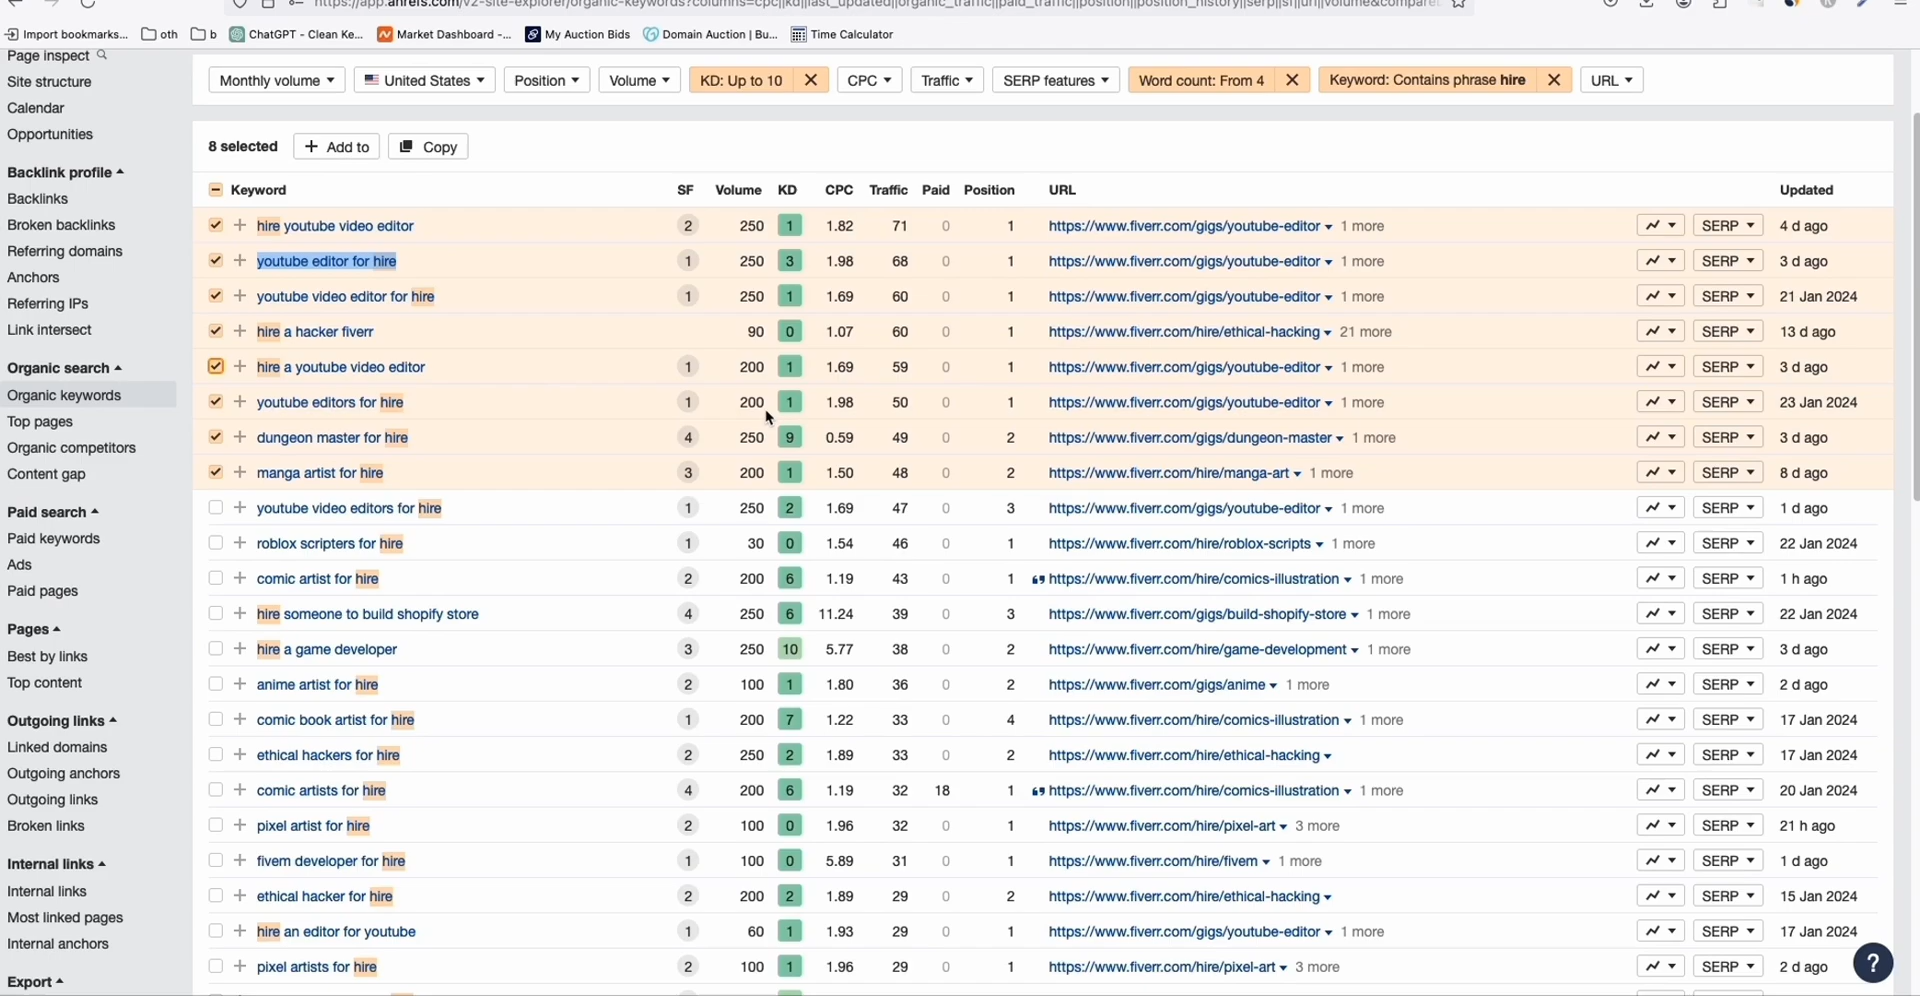 https://app.ahrefs.com/v2-site-explorer/organic-keywords?columns=cpc||kd||last_updated||organic_traffic||paid_traffic||position||position_history||serp||sf||url||volume&compare
Import bookmarks... oth b ChatGPT - Clean Ke... Market Dashboard -... My Auction Bids Domain Auction | Bu... Time Calculator
Page inspect
Site structure
Calendar
Opportunities
Backlink profile
Backlinks
Broken backlinks
Referring domains
Anchors
Referring IPs
Link intersect
Organic search
Organic keywords
Top pages
Organic competitors
Content gap
Paid search
Paid keywords
Ads
Paid pages
Pages
Best by links
Top content
Outgoing links
Linked domains
Outgoing anchors
Outgoing links
Broken links
Internal links
Internal links
Most linked pages
Internal anchors
Export
Monthly volume United States Position Volume KD: Up to 10 CPC Traffic SERP features Word count: From 4 Keyword: Contains phrase hire URL
8 selected + Add to Copy
Keyword SF Volume KD CPC Traffic Paid Position URL Updated
hire youtube video editor 2 250 1 1.82 71 0 1 https://www.fiverr.com/gigs/youtube-editor 1 more SERP 4 d ago
youtube editor for hire 1 250 3 1.98 68 0 1 https://www.fiverr.com/gigs/youtube-editor 1 more SERP 3 d ago
youtube video editor for hire 1 250 1 1.69 60 0 1 https://www.fiverr.com/gigs/youtube-editor 1 more SERP 21 Jan 2024
hire a hacker fiverr 90 0 1.07 60 0 1 https://www.fiverr.com/hire/ethical-hacking 21 more SERP 13 d ago
hire a youtube video editor 1 200 1 1.69 59 0 1 https://www.fiverr.com/gigs/youtube-editor 1 more SERP 3 d ago
youtube editors for hire 1 200 1 1.98 50 0 1 https://www.fiverr.com/gigs/youtube-editor 1 more SERP 23 Jan 2024
dungeon master for hire 4 250 9 0.59 49 0 2 https://www.fiverr.com/gigs/dungeon-master 1 more SERP 3 d ago
manga artist for hire 3 200 1 1.50 48 0 2 https://www.fiverr.com/hire/manga-art 1 more SERP 8 d ago
youtube video editors for hire 1 250 2 1.69 47 0 3 https://www.fiverr.com/gigs/youtube-editor 1 more SERP 1 d ago
roblox scripters for hire 1 30 0 1.54 46 0 1 https://www.fiverr.com/hire/roblox-scripts 1 more SERP 22 Jan 2024
comic artist for hire 2 200 6 1.19 43 0 1 https://www.fiverr.com/hire/comics-illustration 1 more SERP 1 h ago
hire someone to build shopify store 4 250 6 11.24 39 0 3 https://www.fiverr.com/gigs/build-shopify-store 1 more SERP 22 Jan 2024
hire a game developer 3 250 10 5.77 38 0 2 https://www.fiverr.com/hire/game-development 1 more SERP 3 d ago
anime artist for hire 2 100 1 1.80 36 0 2 https://www.fiverr.com/gigs/anime 1 more SERP 2 d ago
comic book artist for hire 1 200 7 1.22 33 0 4 https://www.fiverr.com/hire/comics-illustration 1 more SERP 17 Jan 2024
ethical hackers for hire 2 250 2 1.89 33 0 2 https://www.fiverr.com/hire/ethical-hacking SERP 17 Jan 2024
comic artists for hire 4 200 6 1.19 32 18 1 https://www.fiverr.com/hire/comics-illustration 1 more SERP 20 Jan 2024
pixel artist for hire 2 100 0 1.96 32 0 1 https://www.fiverr.com/hire/pixel-art 3 more SERP 21 h ago
fivem developer for hire 1 100 0 5.89 31 0 1 https://www.fiverr.com/hire/fivem 1 more SERP 1 d ago
ethical hacker for hire 2 200 2 1.89 29 0 2 https://www.fiverr.com/hire/ethical-hacking SERP 15 Jan 2024
hire an editor for youtube 1 60 1 1.93 29 0 1 https://www.fiverr.com/gigs/youtube-editor 1 more SERP 17 Jan 2024
pixel artists for hire 2 100 1 1.96 29 0 1 https://www.fiverr.com/hire/pixel-art 3 more SERP 2 d ago
?